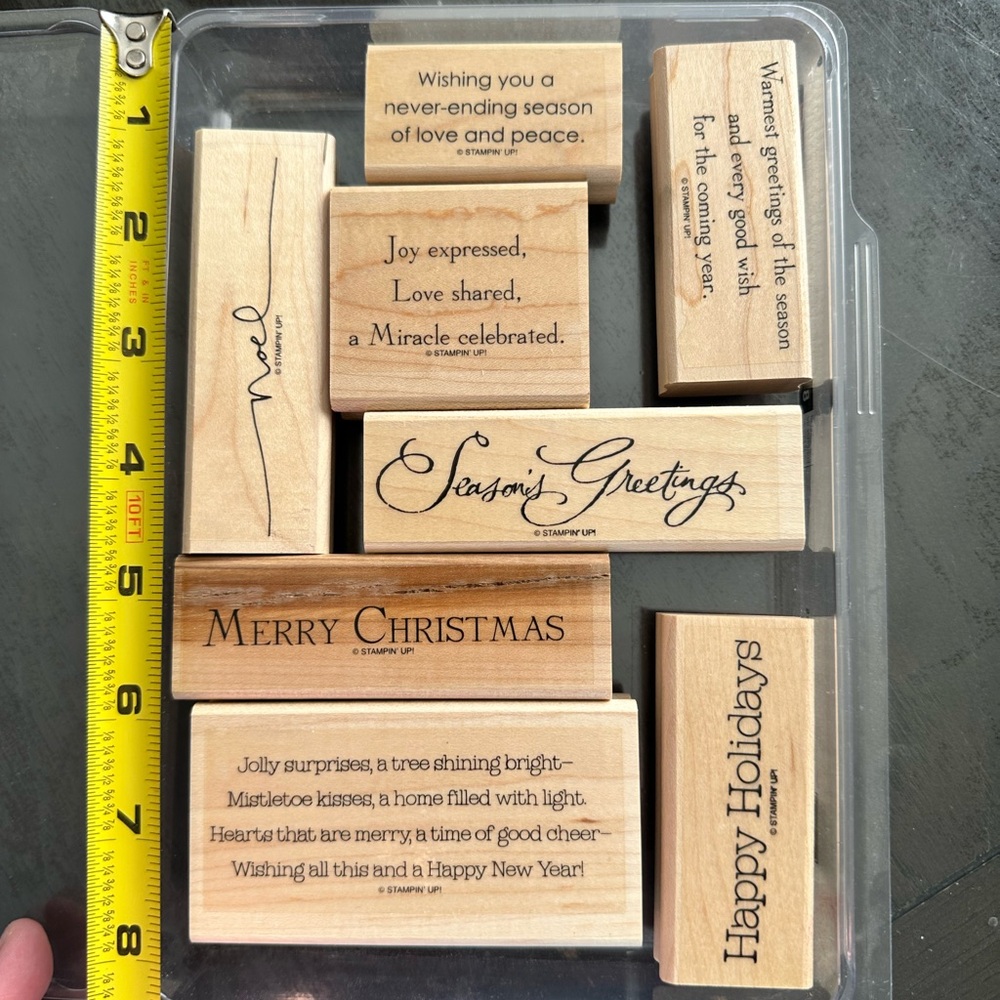 Wishing you a
never-ending season
of love and peace.
© STAMPIN' UP!
Warmest greetings of the season
and every good wish
for the coming year.
© STAMPIN' UP!
© STAMPIN' UP!
Joy expressed,
Love shared,
a Miracle celebrated.
© STAMPIN' UP!
Season's Greetings
© STAMPIN' UP!
MERRY CHRISTMAS
© STAMPIN' UP!
Jolly surprises, a tree shining bright–
Mistletoe kisses, a home filled with light.
Hearts that are merry, a time of good cheer–
Wishing all this and a Happy New Year!
© STAMPIN' UP!
Happy Holidays
© STAMPIN' UP!
1
2
FT & IN
INCHES
3
4
10FT
5
6
7
8